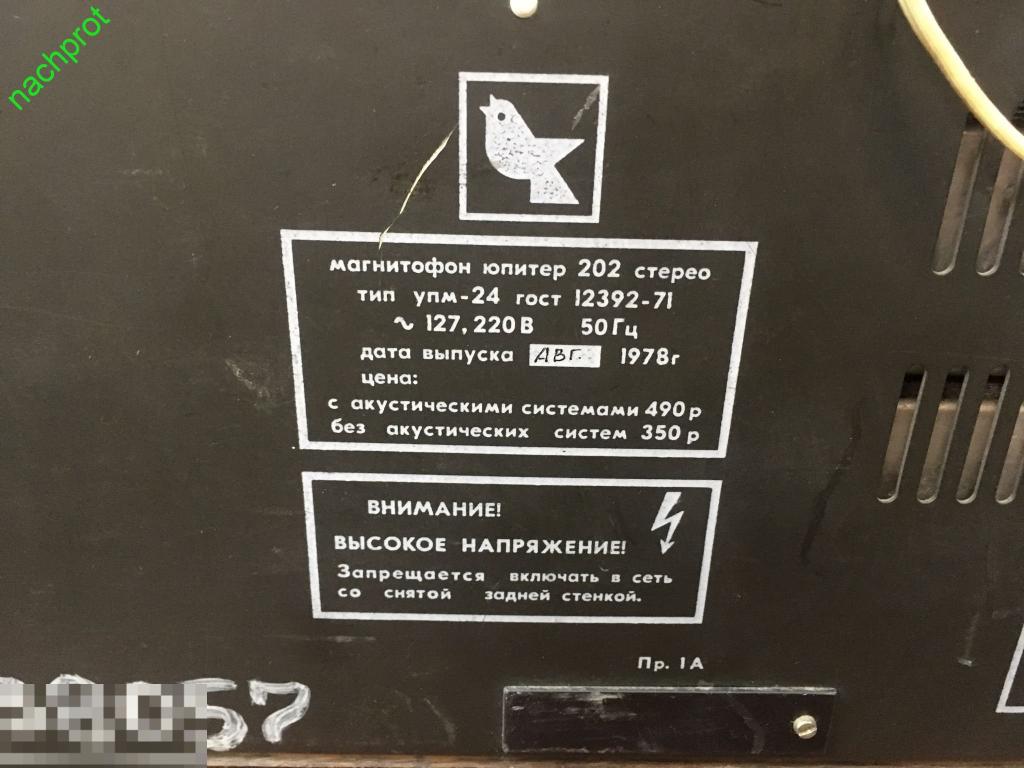 nachprot
магнитофон юпитер 202 стерео
тип упм-24 гост 12392-71
~ 127, 220 В 50 Гц
дата выпуска АВГ. 1978г
цена:
с акустическими системами 490 р
без акустических систем 350 р
ВНИМАНИЕ!
ВЫСОКОЕ НАПРЯЖЕНИЕ!
Запрещается включать в сеть
со снятой задней стенкой.
Пр. 1А
57